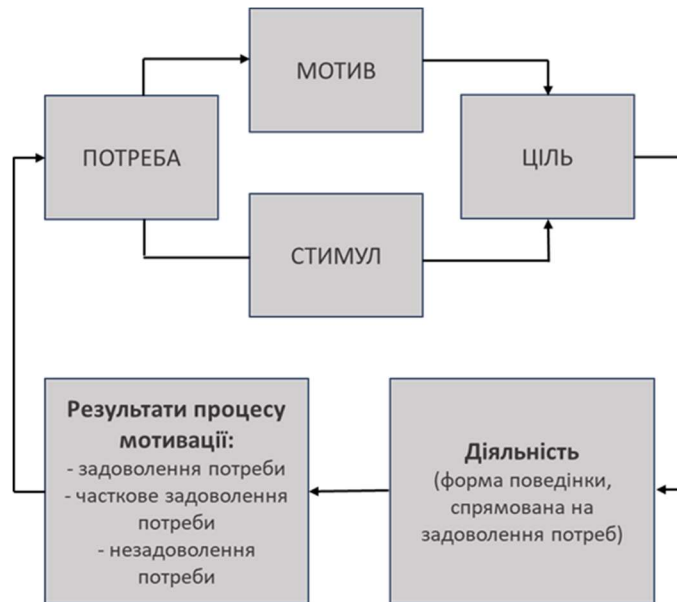 МОТИВ
ПОТРЕБА
ЦІЛЬ
СТИМУЛ
Результати процесу
мотивації:
- задоволення потреби
- часткове задоволення
потреби
- незадоволення
потреби
Діяльність
(форма поведінки,
спрямована на
задоволення потреб)